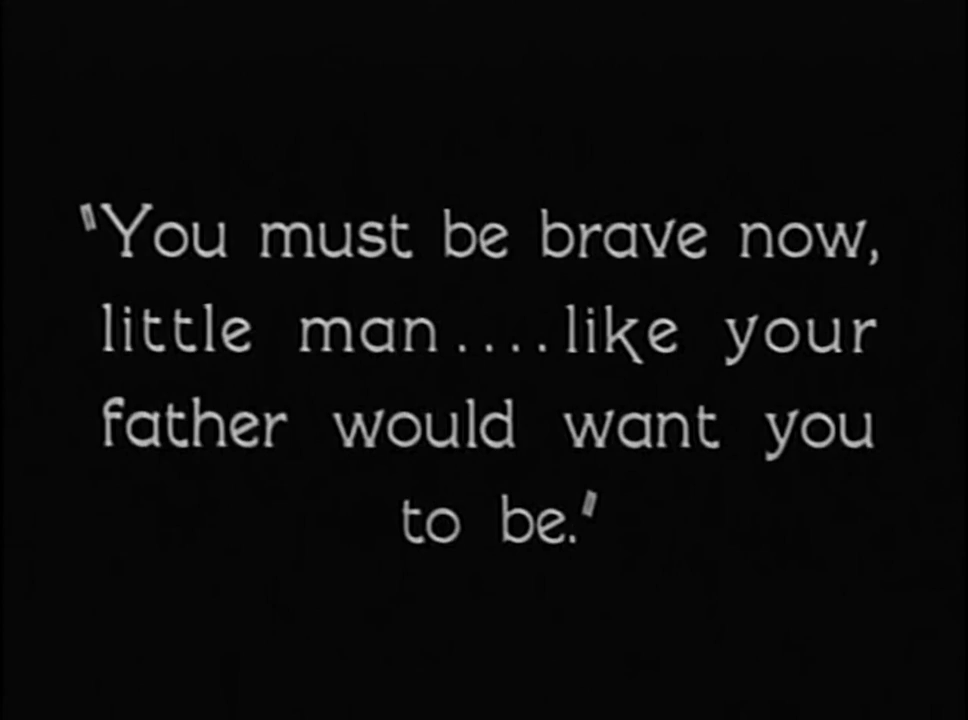 "You must be brave now,
little man....like your
father would want you
to be."